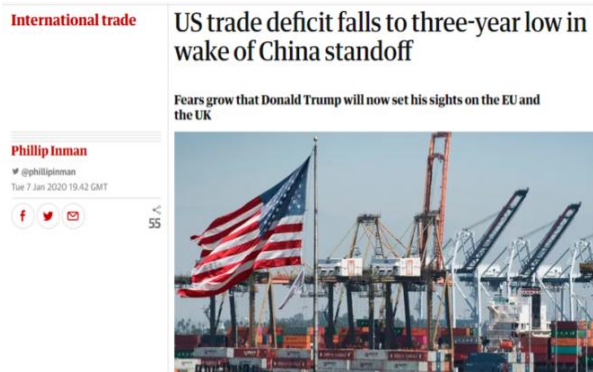 International trade
US trade deficit falls to three-year low in
wake of China standoff
Fears grow that Donald Trump will now set his sights on the EU and
the UK
Phillip Inman
@phillipinman
Tue 7 Jan 2020 19.42 GMT
55